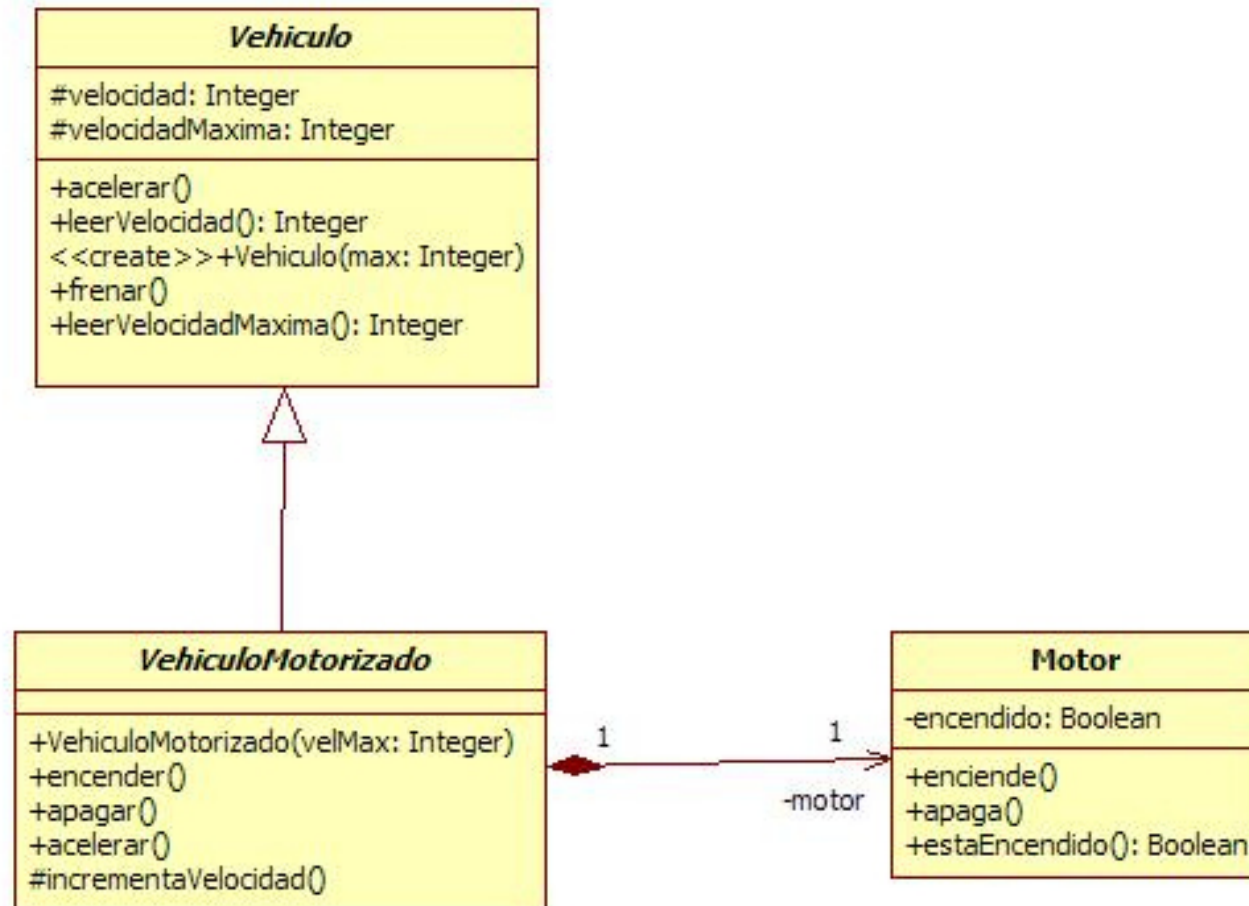 Vehiculo
#velocidad: Integer
#velocidadMaxima: Integer
+acelerar()
+leerVelocidad(): Integer
<<create>>+Vehiculo(max: Integer)
+frenar()
+leerVelocidadMaxima(): Integer
VehiculoMotorizado
+VehiculoMotorizado(velMax: Integer)
+encender()
+apagar()
+acelerar()
#incrementaVelocidad()
1
1
-motor
Motor
-encendido: Boolean
+enciende()
+apaga()
+estaEncendido(): Boolean